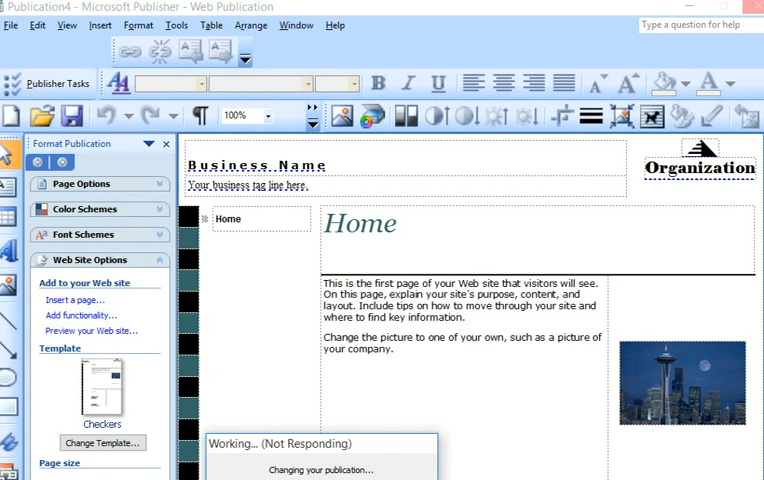 Publication4 - Microsoft Publisher - Web Publication
File Edit View Insert Format Tools Table Arrange Window Help
Type a question for help
Publisher Tasks
B I U
100%
Format Publication
Page Options
Color Schemes
Font Schemes
Web Site Options
Add to your Web site
Insert a page...
Add functionality...
Preview your Web site...
Template
Checkers
Change Template...
Page size
Business Name
Your business tag line here.
Organization
Home
Home
This is the first page of your Web site that visitors will see.
On this page, explain your site's purpose, content, and
layout. Include tips on how to move through your site and
where to find key information.
Change the picture to one of your own, such as a picture of
your company.
Working... (Not Responding)
Changing your publication...